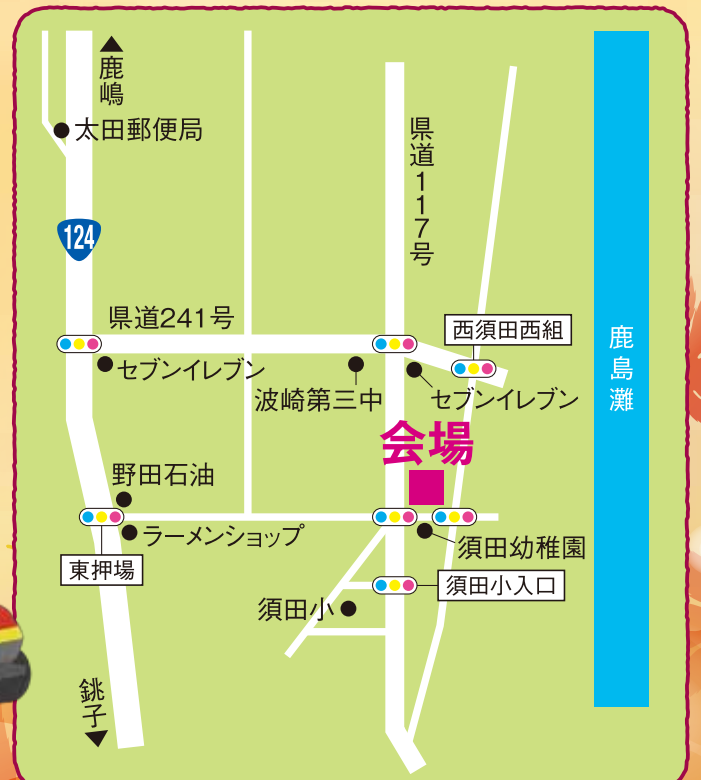 鹿嶋
太田郵便局
県道117号
124
県道241号
西須田西組
鹿島灘
セブンイレブン
波崎第三中
セブンイレブン
会場
野田石油
ラーメンショップ
須田幼稚園
東押場
須田小入口
須田小
銚子